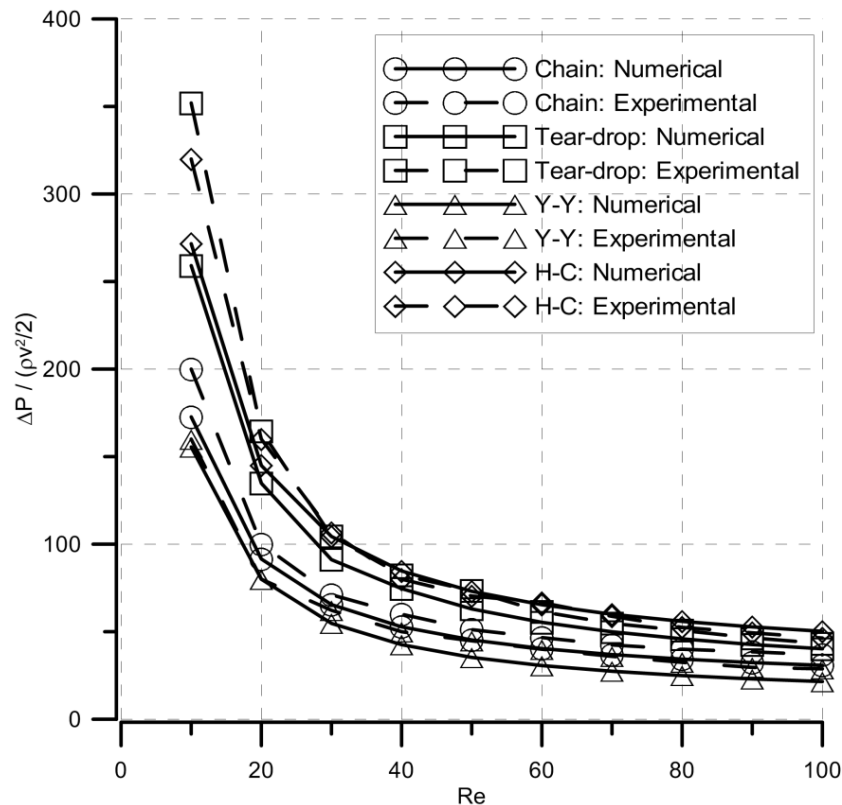 400
300
200
100
0
ΔP / (ρv²/2)
Chain: Numerical
Chain: Experimental
Tear-drop: Numerical
Tear-drop: Experimental
Y-Y: Numerical
Y-Y: Experimental
H-C: Numerical
H-C: Experimental
0 20 40 60 80 100
Re